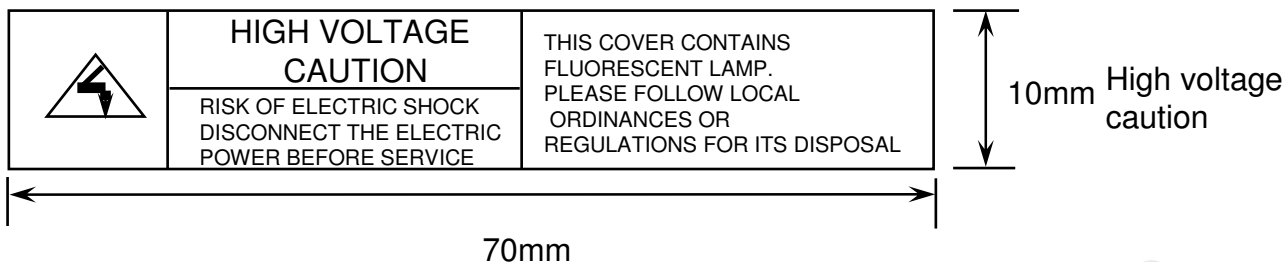 HIGH VOLTAGE
CAUTION
RISK OF ELECTRIC SHOCK
DISCONNECT THE ELECTRIC
POWER BEFORE SERVICE
THIS COVER CONTAINS
FLUORESCENT LAMP.
PLEASE FOLLOW LOCAL
ORDINANCES OR
REGULATIONS FOR ITS DISPOSAL
10mm
High voltage
caution
70mm